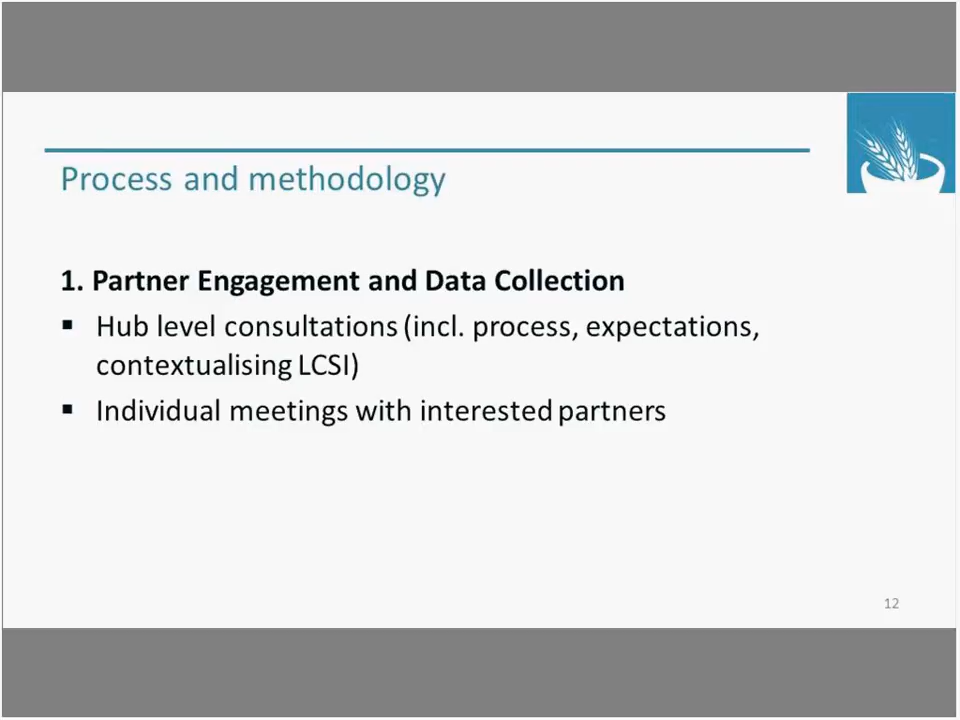 Process and methodology
1. Partner Engagement and Data Collection
▪ Hub level consultations (incl. process, expectations,
contextualising LCSI)
▪ Individual meetings with interested partners
12